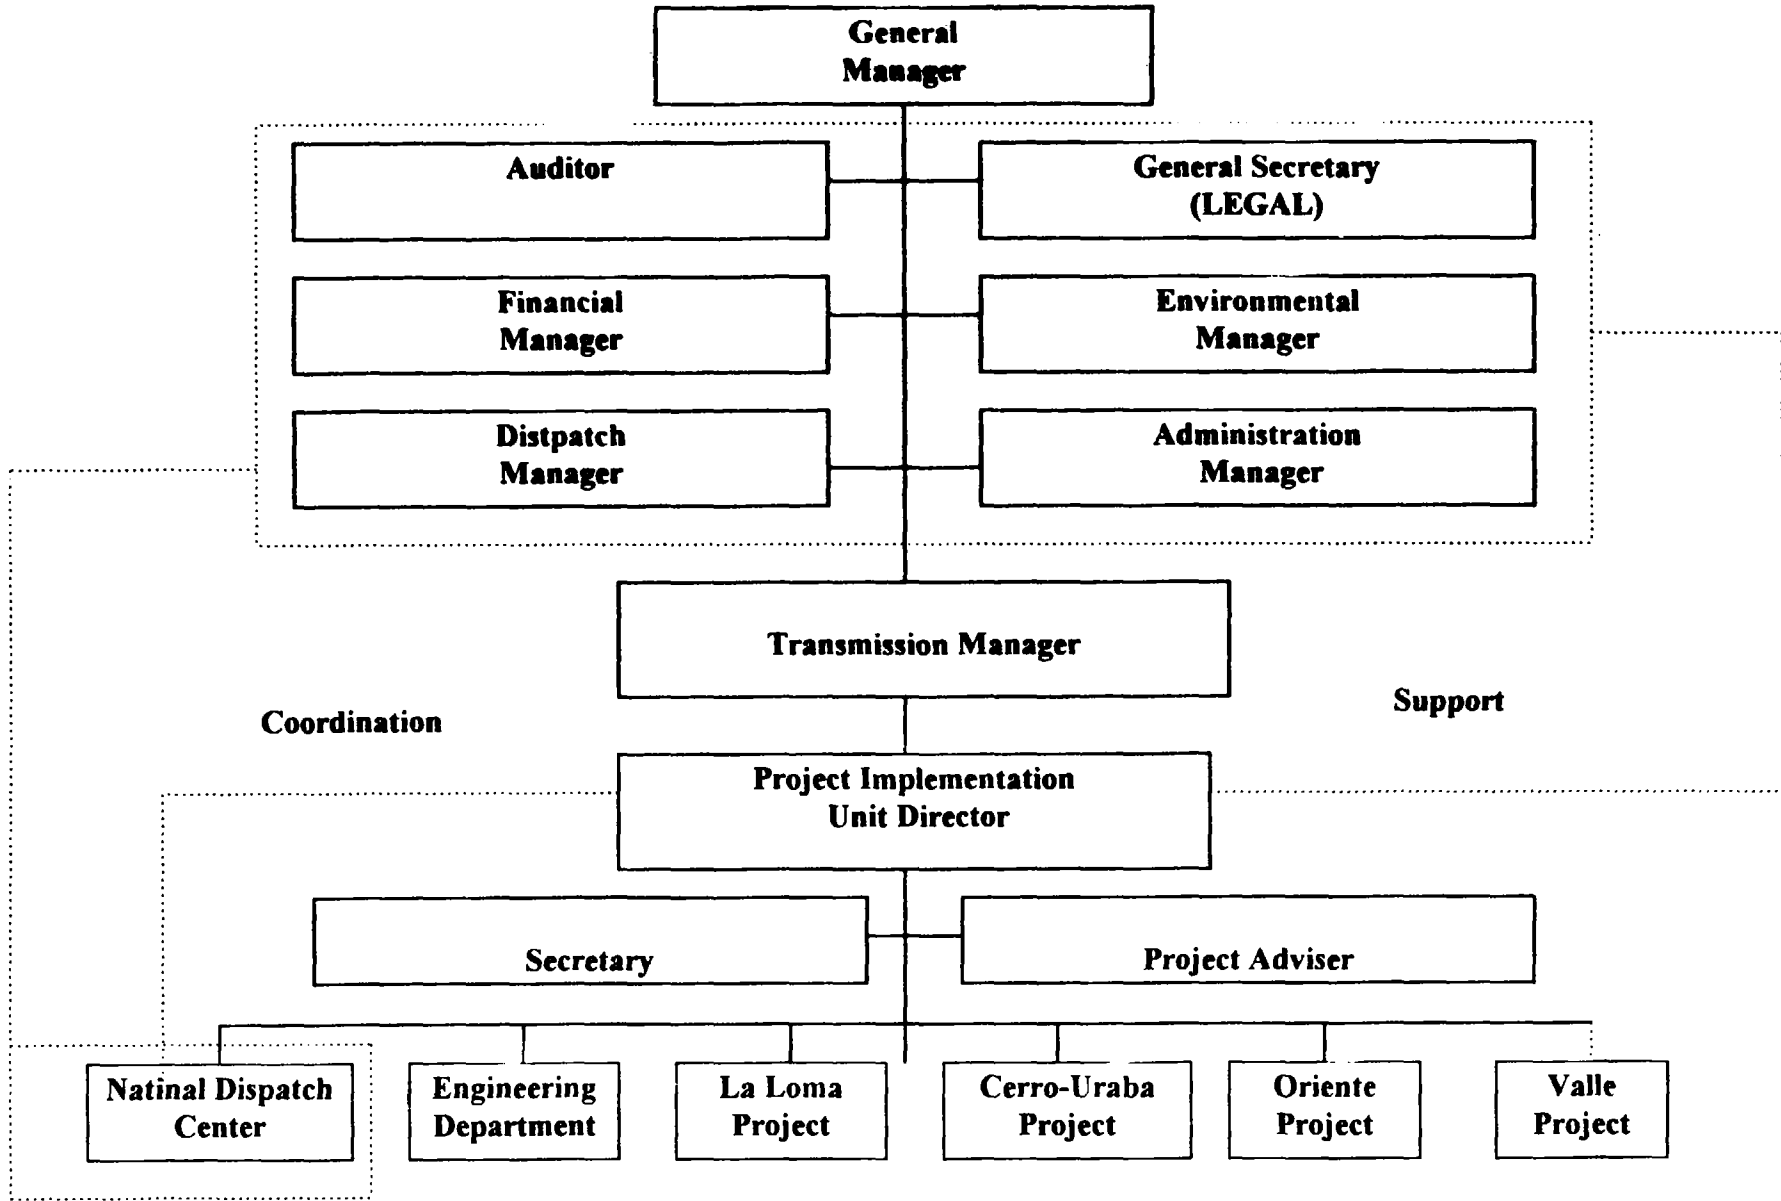 General
Manager
Auditor
General Secretary
(LEGAL)
Financial
Manager
Environmental
Manager
Distpatch
Manager
Administration
Manager
Transmission Manager
Coordination
Support
Project Implementation
Unit Director
Secretary
Project Adviser
Natinal Dispatch
Center
Engineering
Department
La Loma
Project
Cerro-Uraba
Project
Oriente
Project
Valle
Project